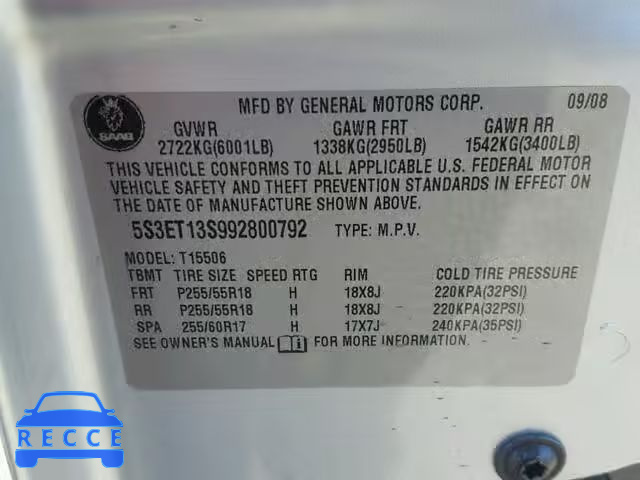 SAAB
MFD BY GENERAL MOTORS CORP. 09/08
GVWR GAWR FRT GAWR RR
2722KG(6001LB) 1338KG(2950LB) 1542KG(3400LB)
THIS VEHICLE CONFORMS TO ALL APPLICABLE U.S. FEDERAL MOTOR
VEHICLE SAFETY AND THEFT PREVENTION STANDARDS IN EFFECT ON
THE DATE OF MANUFACTURE SHOWN ABOVE.
5S3ET13S992800792 TYPE: M.P.V.
MODEL: T15506
TBMT TIRE SIZE SPEED RTG RIM COLD TIRE PRESSURE
FRT P255/55R18 H 18X8J 220KPA(32PSI)
RR P255/55R18 H 18X8J 220KPA(32PSI)
SPA 255/60R17 H 17X7J 240KPA(35PSI)
SEE OWNER'S MANUAL FOR MORE INFORMATION.
RECCE